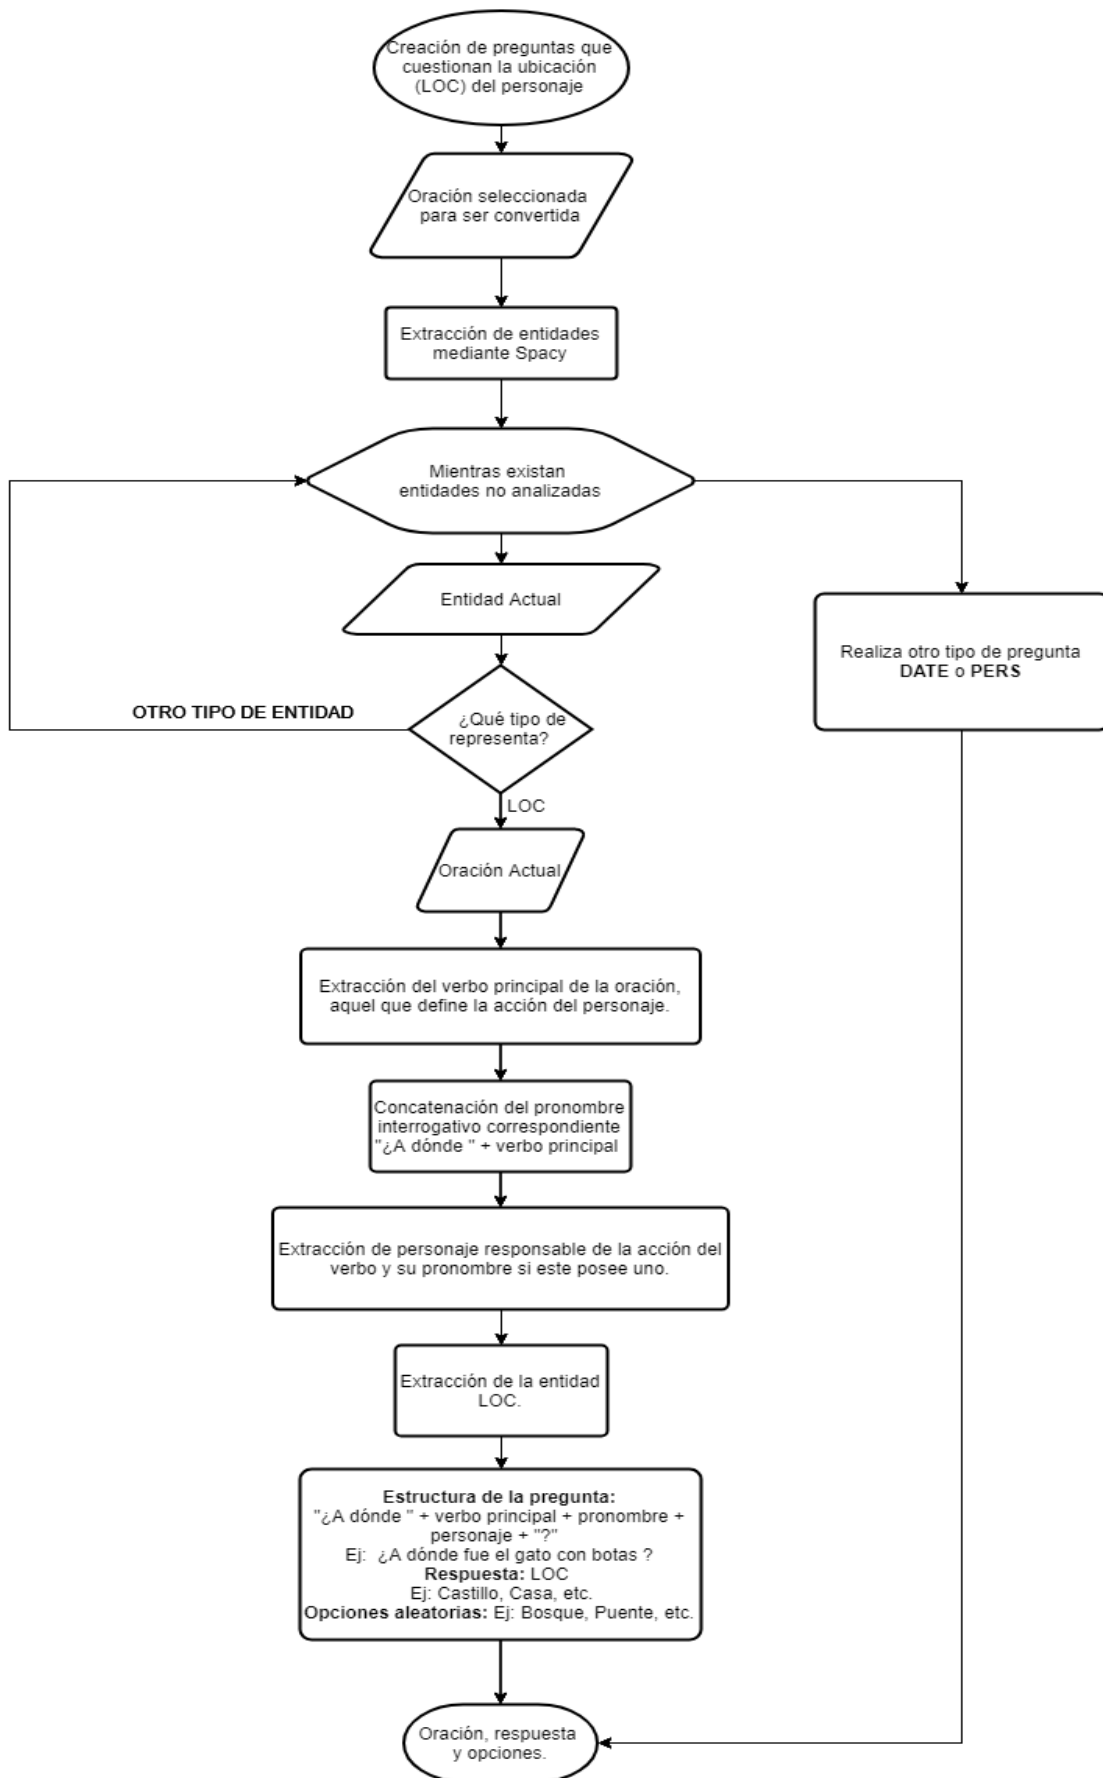 Creación de preguntas que
cuestionan la ubicación
(LOC) del personaje
Oración seleccionada
para ser convertida
Extracción de entidades
mediante Spacy
Mientras existan
entidades no analizadas
Entidad Actual
Realiza otro tipo de pregunta
DATE o PERS
OTRO TIPO DE ENTIDAD
¿Qué tipo de
representa?
LOC
Oración Actual
Extracción del verbo principal de la oración,
aquel que define la acción del personaje.
Concatenación del pronombre
interrogativo correspondiente
"¿A dónde " + verbo principal
Extracción de personaje responsable de la acción del
verbo y su pronombre si este posee uno.
Extracción de la entidad
LOC.
Estructura de la pregunta:
"¿A dónde " + verbo principal + pronombre +
personaje + "?"
Ej:  ¿A dónde fue el gato con botas ?
Respuesta: LOC
Ej: Castillo, Casa, etc.
Opciones aleatorias: Ej: Bosque, Puente, etc.
Oración, respuesta
y opciones.